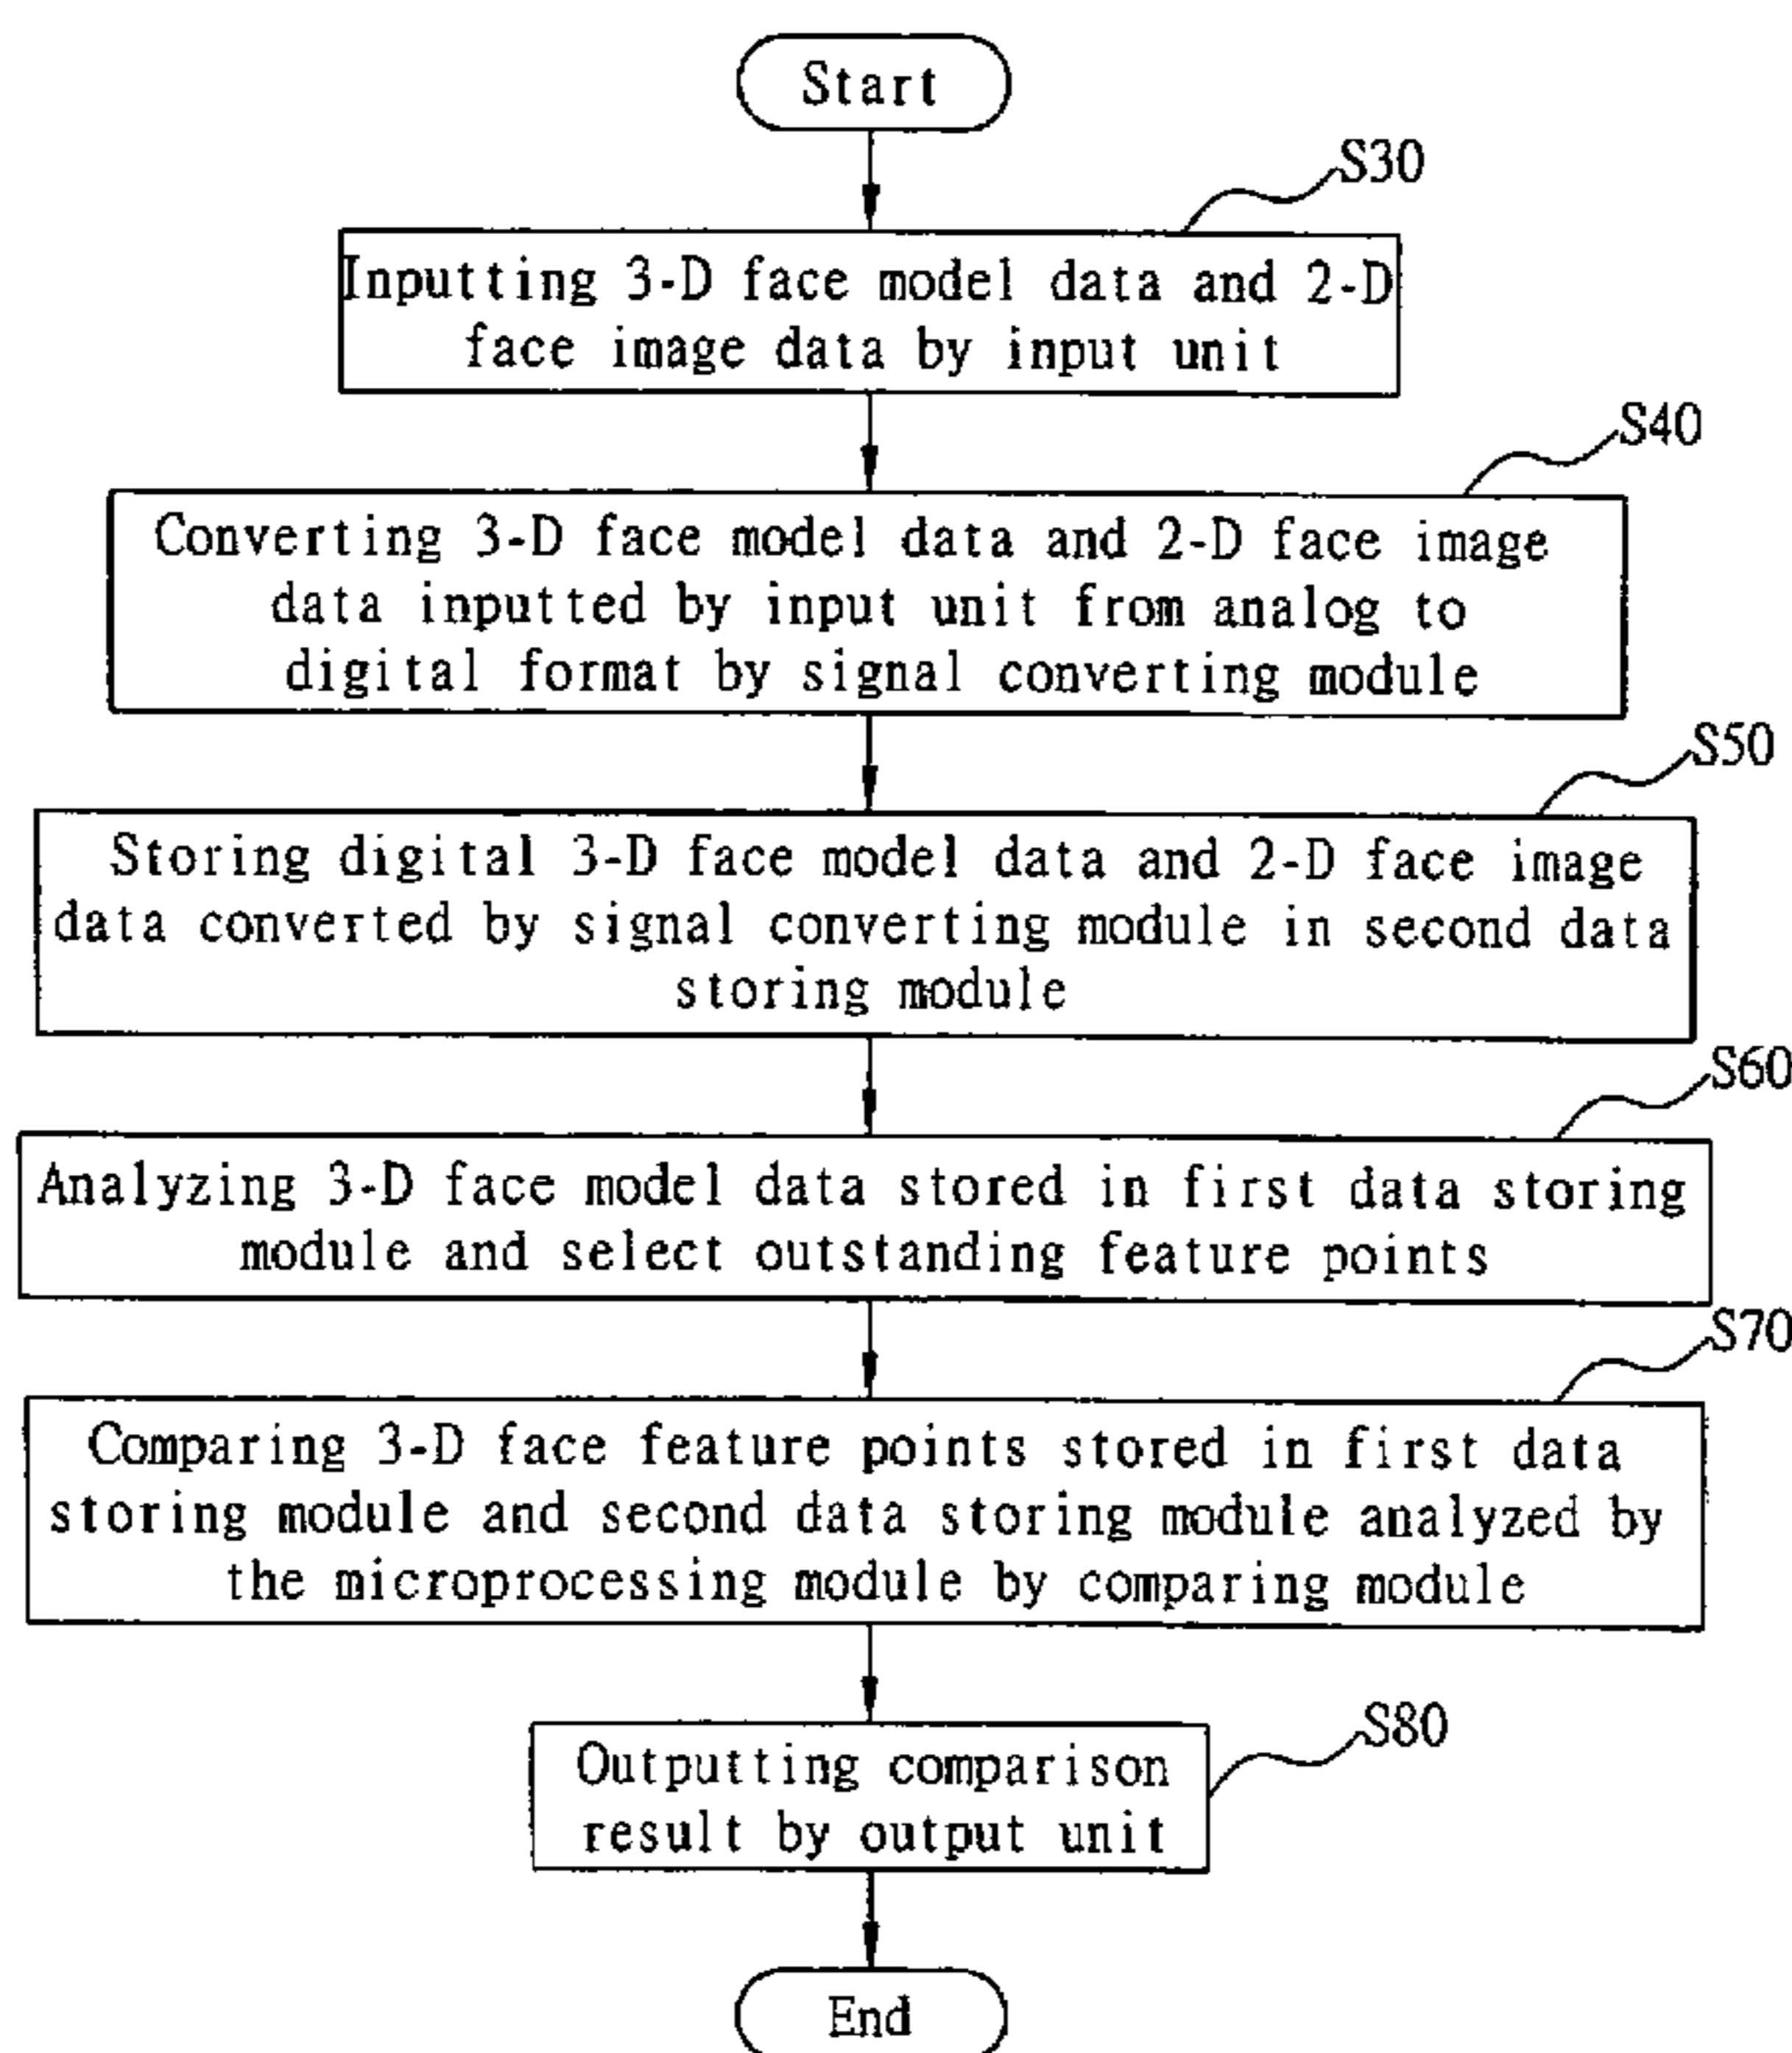 Start
S30
Inputting 3-D face model data and 2-D
face image data by input unit
S40
Converting 3-D face model data and 2-D face image
data inputted by input unit from analog to
digital format by signal converting module
S50
Storing digital 3-D face model data and 2-D face image
data converted by signal converting module in second data
storing module
S60
Analyzing 3-D face model data stored in first data storing
module and select outstanding feature points
S70
Comparing 3-D face feature points stored in first data
storing module and second data storing module analyzed by
the microprocessing module by comparing module
S80
Outputting comparison
result by output unit
End